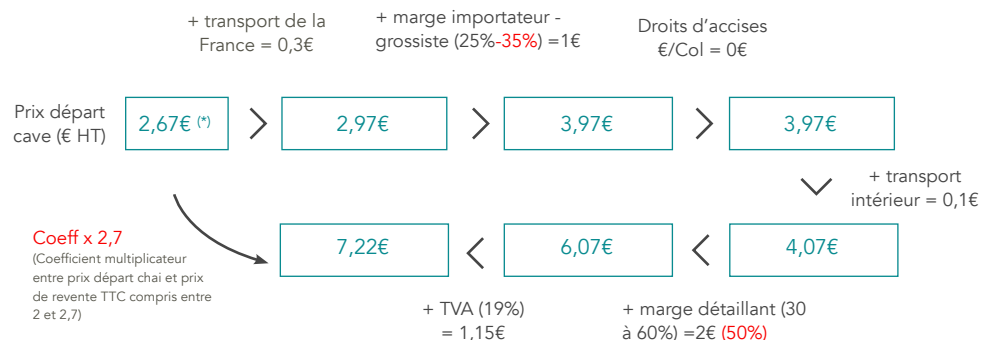 + transport de la
France = 0,3€
+ marge importateur -
grossiste (25%-35%) =1€
Droits d’accises
€/Col = 0€
Prix départ
cave (€ HT)
2,67€ (*)
2,97€
3,97€
3,97€
+ transport
intérieur = 0,1€
Coeff x 2,7
(Coefficient multiplicateur
entre prix départ chai et prix
de revente TTC compris entre
2 et 2,7)
7,22€
6,07€
4,07€
+ TVA (19%)
= 1,15€
+ marge détaillant (30
à 60%) =2€ (50%)